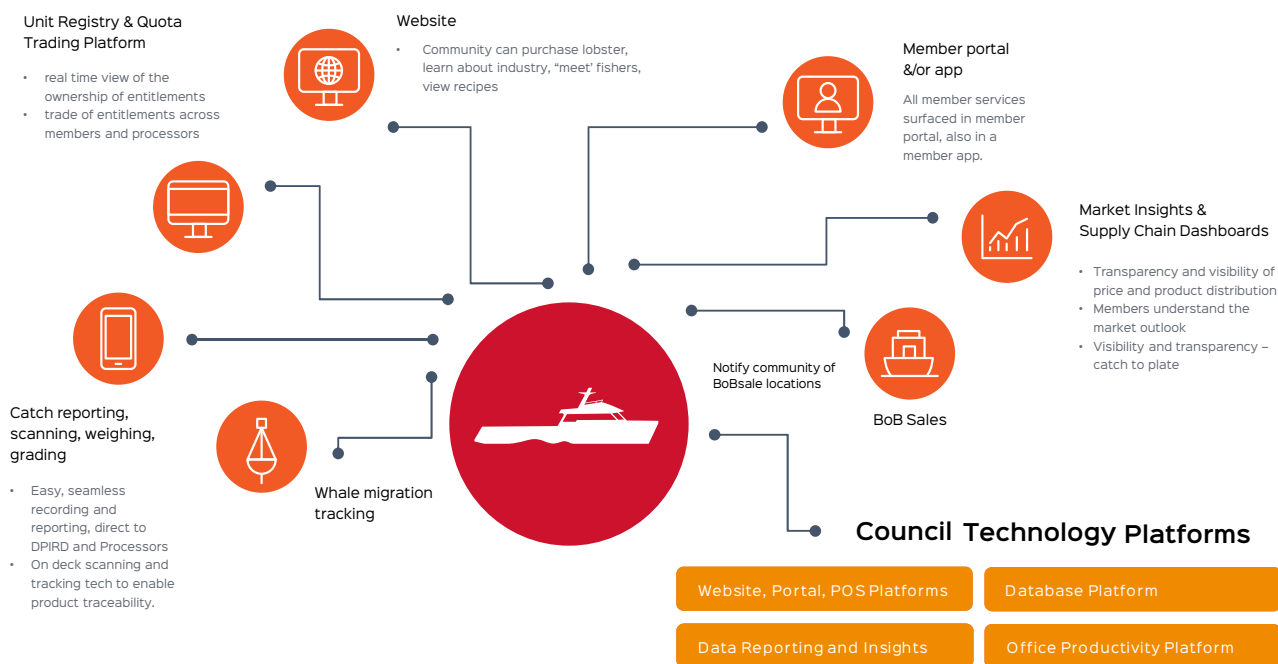 Unit Registry & Quota
Trading Platform
• real time view of the
ownership of entitlements
• trade of entitlements across
members and processors
Website
• Community can purchase lobster,
learn about industry, “meet’ fishers,
view recipes
Member portal
&/or app
All member services
surfaced in member
portal, also in a
member app.
Market Insights &
Supply Chain Dashboards
• Transparency and visibility of
price and product distribution
• Members understand the
market outlook
• Visibility and transparency –
catch to plate
Notify community of
BoBsale locations
BoB Sales
Catch reporting,
scanning, weighing,
grading
• Easy, seamless
recording and
reporting, direct to
DPIRD and Processors
• On deck scanning and
tracking tech to enable
product traceability.
Whale migration
tracking
Council Technology Platforms
Website, Portal, POS Platforms
Database Platform
Data Reporting and Insights
Office Productivity Platform